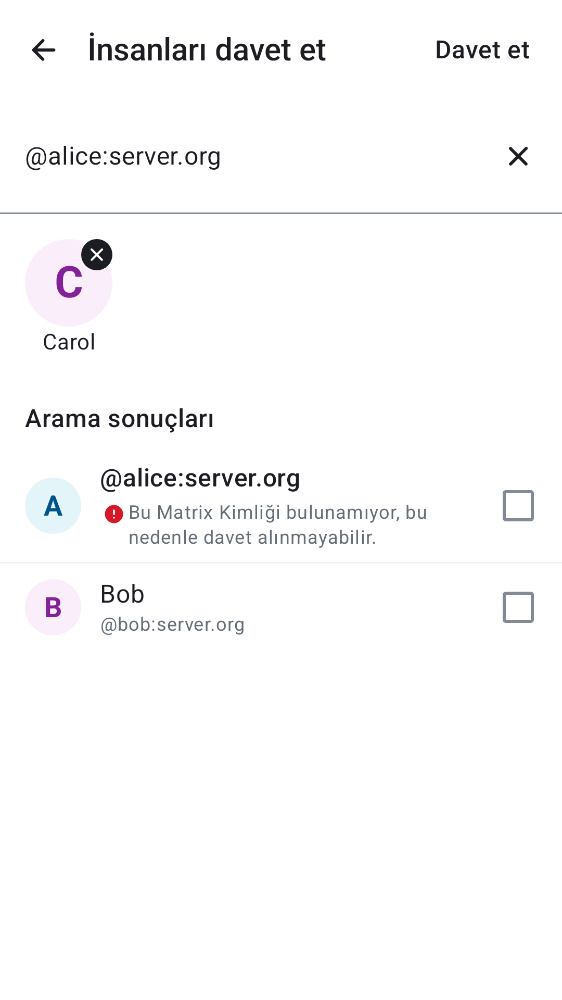 İnsanları davet et
Davet et
@alice:server.org
C
Carol
Arama sonuçları
A
@alice:server.org
Bu Matrix Kimliği bulunamıyor, bu
nedenle davet alınmayabilir.
B
Bob
@bob:server.org